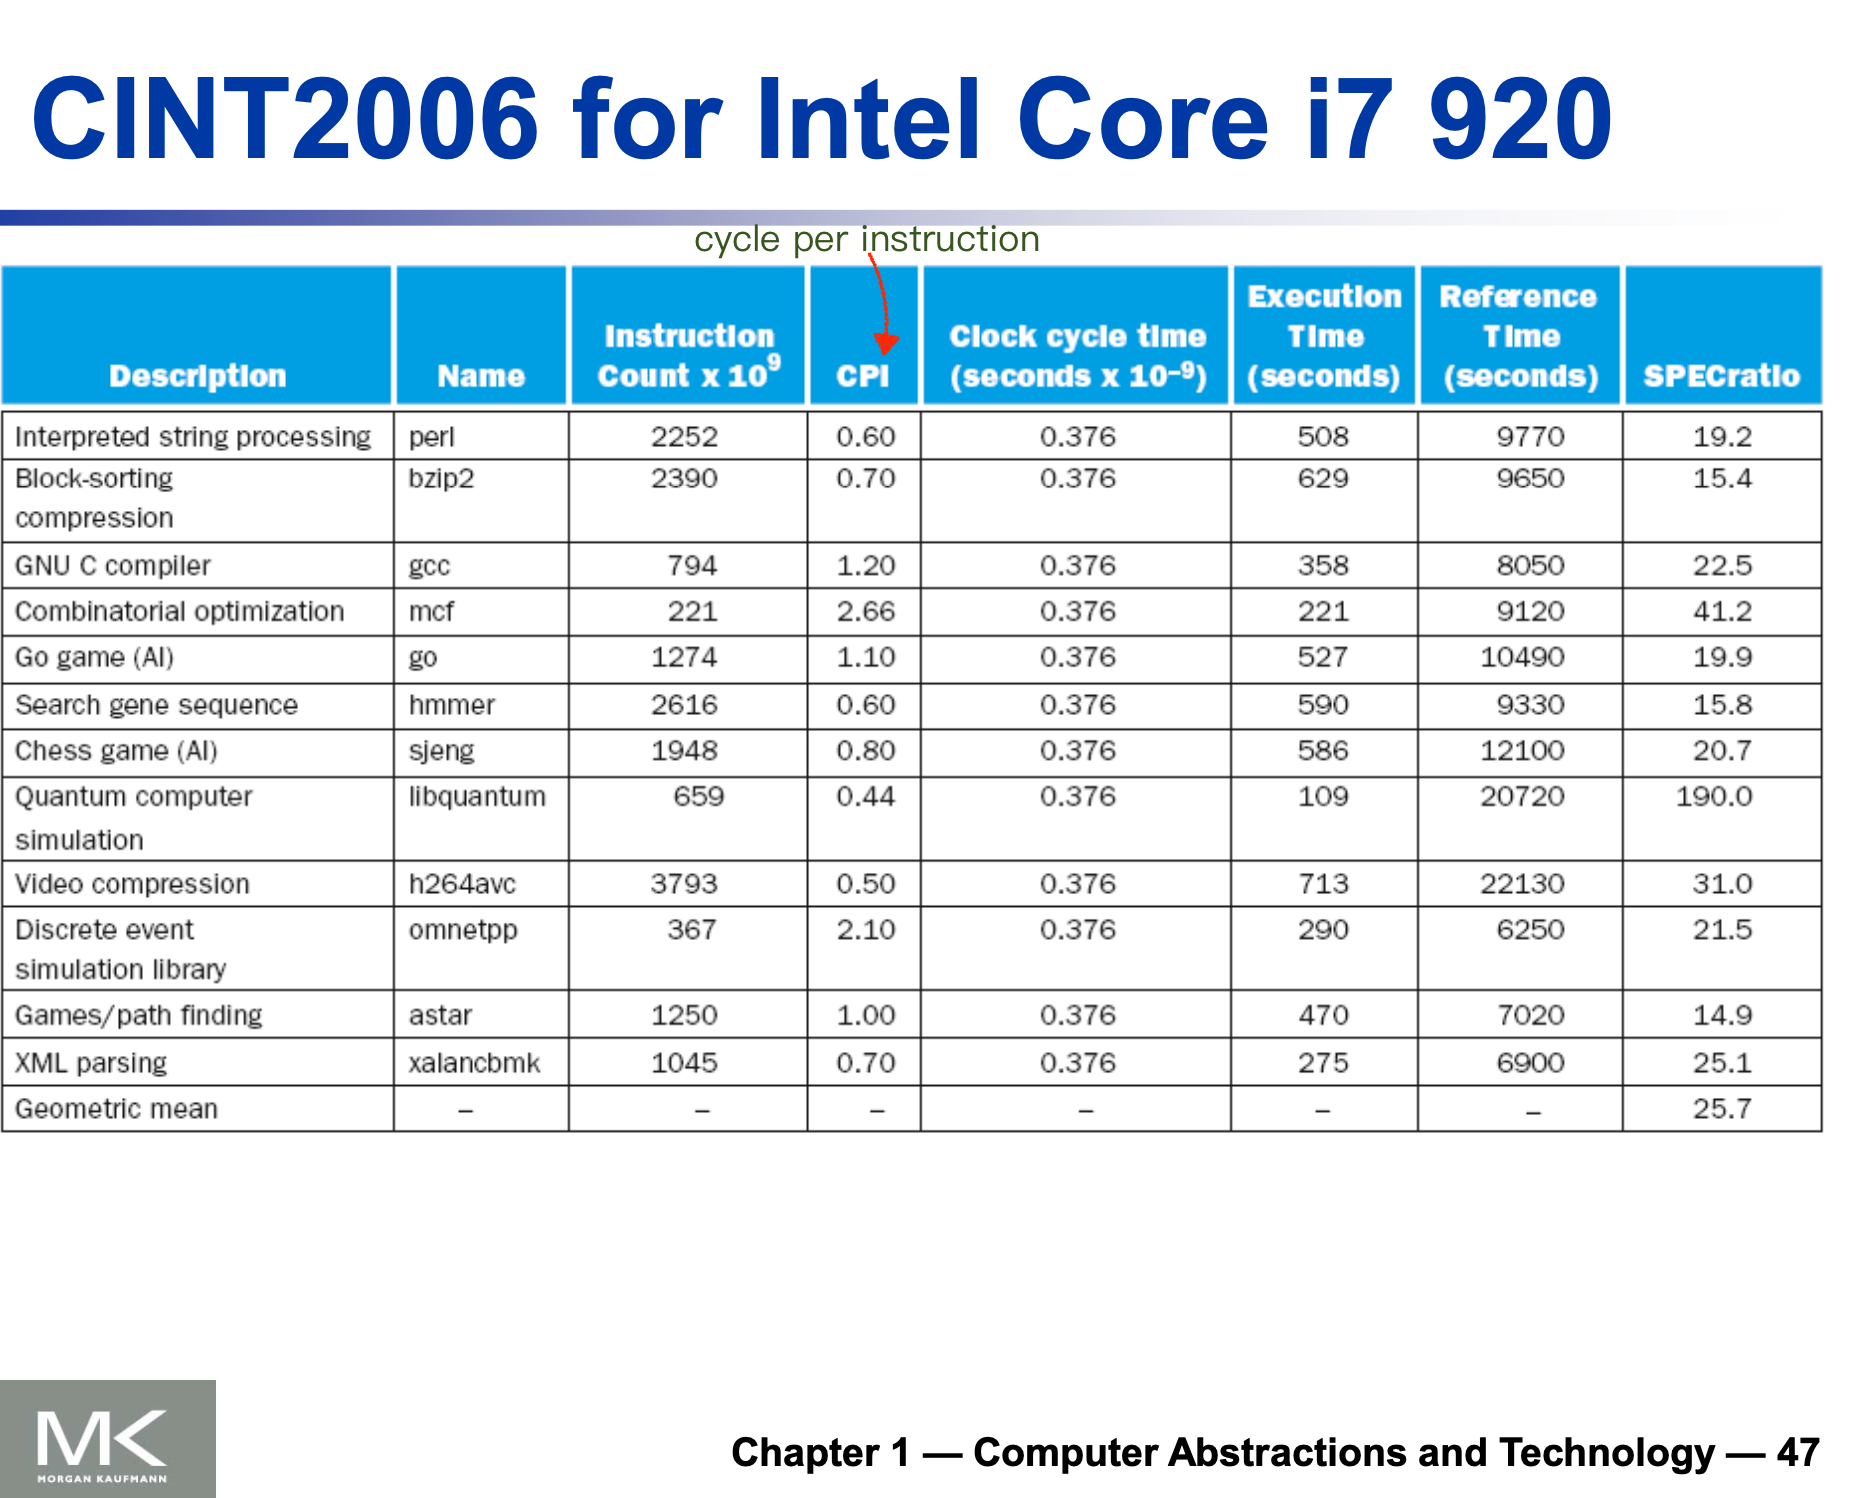 CINT2006 for Intel Core i7 920
cycle per instruction
Description Name Instruction Count x 10⁹ CPI Clock cycle time (seconds x 10⁻⁹) Execution Time (seconds) Reference Time (seconds) SPECratio
Interpreted string processing perl 2252 0.60 0.376 508 9770 19.2
Block-sorting compression bzip2 2390 0.70 0.376 629 9650 15.4
GNU C compiler gcc 794 1.20 0.376 358 8050 22.5
Combinatorial optimization mcf 221 2.66 0.376 221 9120 41.2
Go game (AI) go 1274 1.10 0.376 527 10490 19.9
Search gene sequence hmmer 2616 0.60 0.376 590 9330 15.8
Chess game (AI) sjeng 1948 0.80 0.376 586 12100 20.7
Quantum computer simulation libquantum 659 0.44 0.376 109 20720 190.0
Video compression h264avc 3793 0.50 0.376 713 22130 31.0
Discrete event simulation library omnetpp 367 2.10 0.376 290 6250 21.5
Games/path finding astar 1250 1.00 0.376 470 7020 14.9
XML parsing xalancbmk 1045 0.70 0.376 275 6900 25.1
Geometric mean – – – – – – 25.7
MK
MORGAN KAUFMANN
Chapter 1 — Computer Abstractions and Technology — 47